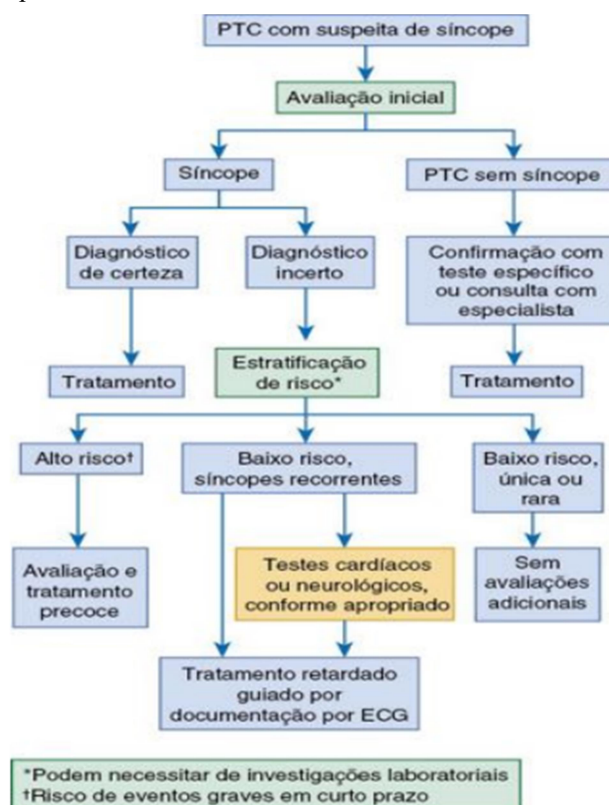 PTC com suspeita de síncope
Avaliação inicial
Síncope
PTC sem síncope
Diagnóstico
de certeza
Diagnóstico
incerto
Confirmação com
teste específico
ou consulta com
especialista
Tratamento
Estratificação
de risco*
Tratamento
Alto risco†
Baixo risco,
síncopes recorrentes
Baixo risco,
única ou
rara
Avaliação e
tratamento
precoce
Testes cardíacos
ou neurológicos,
conforme apropriado
Sem
avaliações
adicionais
Tratamento retardado
guiado por
documentação por ECG
*Podem necessitar de investigações laboratoriais
†Risco de eventos graves em curto prazo